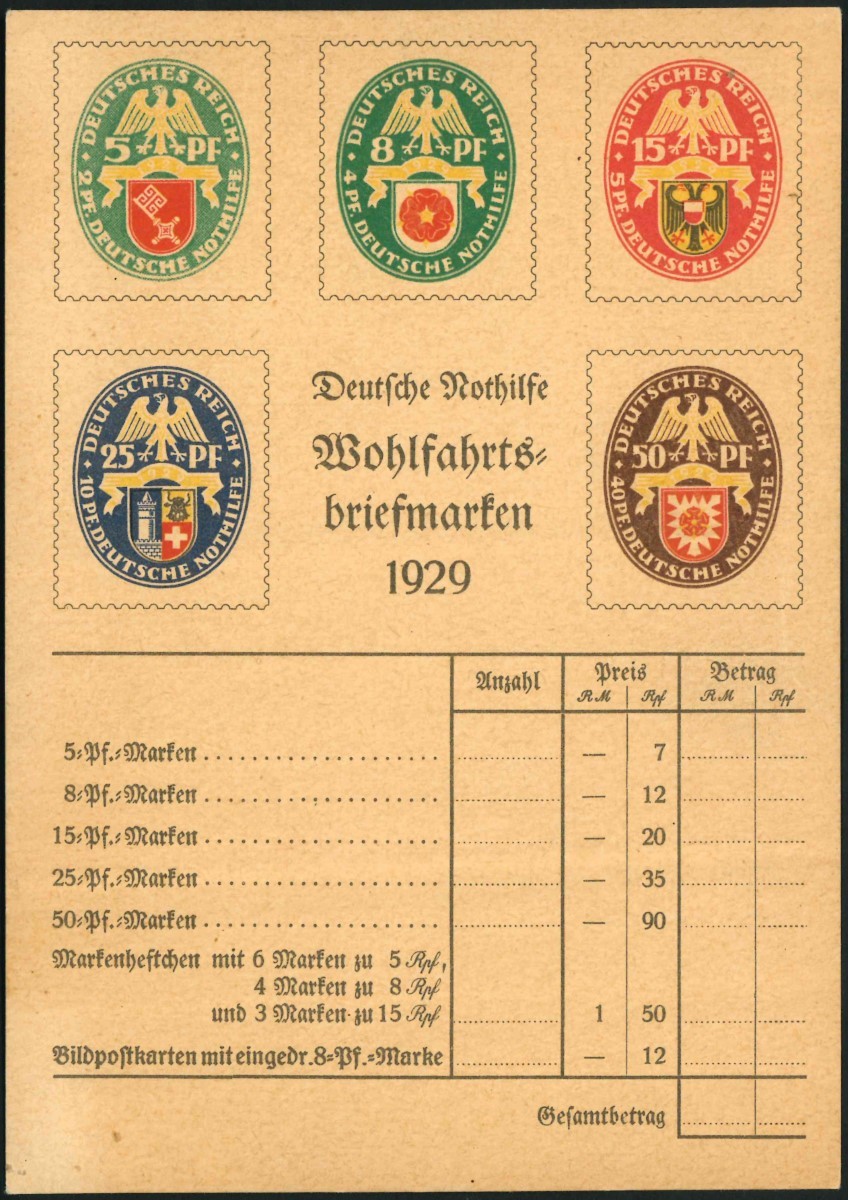 DEUTSCHES REICH
5 PF
2 PF. DEUTSCHE NOTHILFE
DEUTSCHES REICH
8 PF
4 PF. DEUTSCHE NOTHILFE
DEUTSCHES REICH
15 PF
5 PF. DEUTSCHE NOTHILFE
DEUTSCHES REICH
25 PF
10 PF. DEUTSCHE NOTHILFE
Deutſche Nothilfe
Wohlfahrts-
briefmarken
1929
DEUTSCHES REICH
50 PF
40 PF. DEUTSCHE NOTHILFE
Anzahl Preis Betrag
RM Rpf RM Rpf
5-Pf.-Marken . . . . . . . . . . . . . . . . . . — 7
8-Pf.-Marken . . . . . . . . . . . . . . . . . . — 12
15-Pf.-Marken . . . . . . . . . . . . . . . . . . — 20
25-Pf.-Marken . . . . . . . . . . . . . . . . . . — 35
50-Pf.-Marken . . . . . . . . . . . . . . . . . . — 90
Markenheftchen mit 6 Marken zu 5 Rpf,
4 Marken zu 8 Rpf
und 3 Marken zu 15 Rpf 1 50
Bildpoſtkarten mit eingedr. 8-Pf.-Marke — 12
Geſamtbetrag